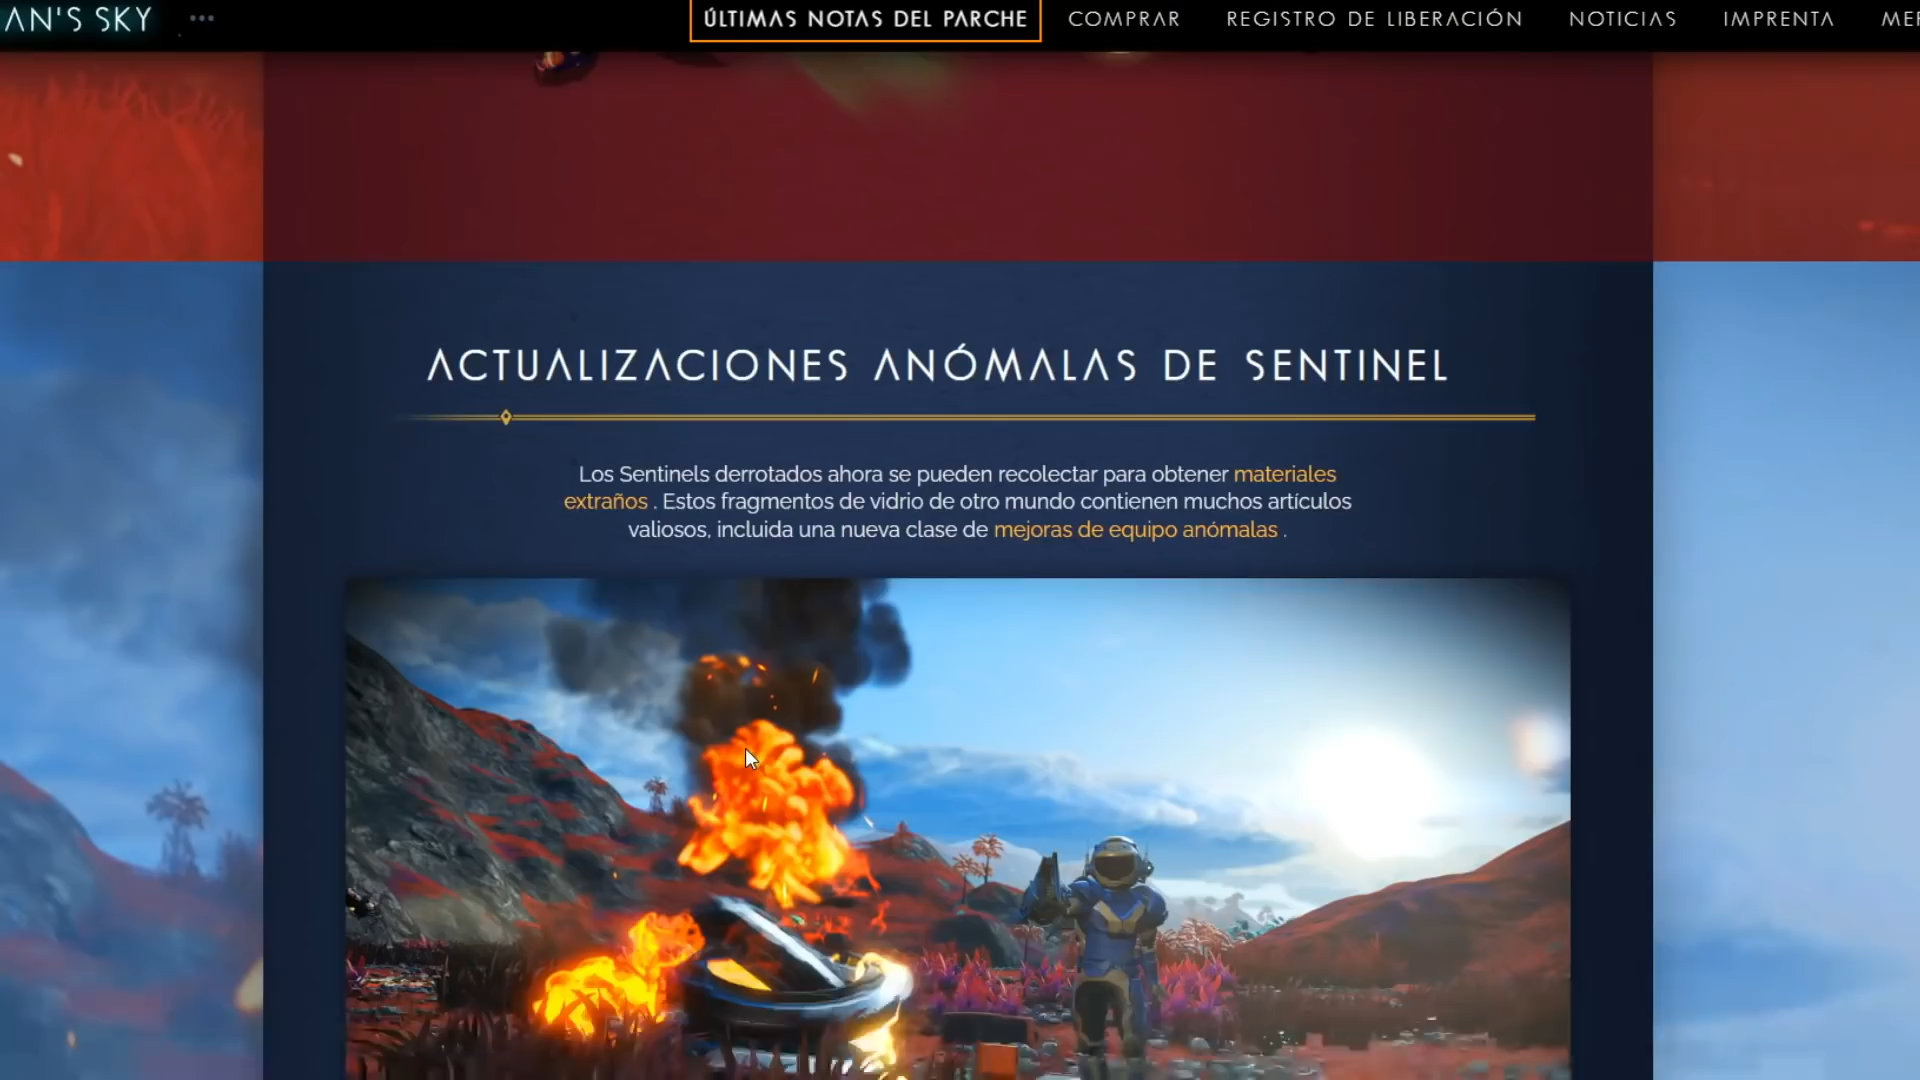 AN'S SKY
ÚLTIMAS NOTAS DEL PARCHE
COMPRAR
REGISTRO DE LIBERACIÓN
NOTICIAS
IMPRENTA
MER
ACTUALIZACIONES ANÓMALAS DE SENTINEL
Los Sentinels derrotados ahora se pueden recolectar para obtener materiales
extraños . Estos fragmentos de vidrio de otro mundo contienen muchos artículos
valiosos, incluida una nueva clase de mejoras de equipo anómalas .